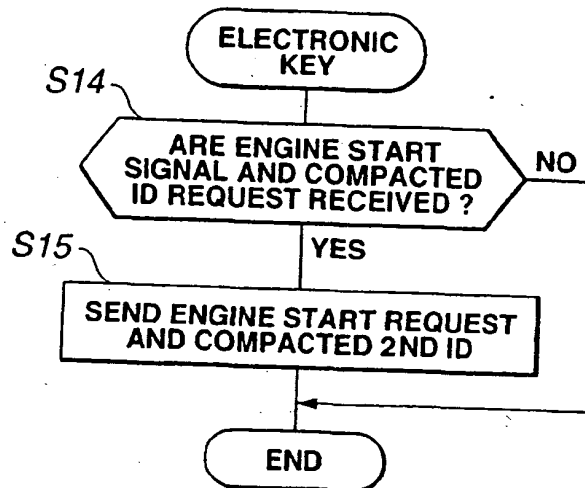 ELECTRONIC
KEY
S14
ARE ENGINE START
SIGNAL AND COMPACTED
ID REQUEST RECEIVED ?
NO
YES
S15
SEND ENGINE START REQUEST
AND COMPACTED 2ND ID
END